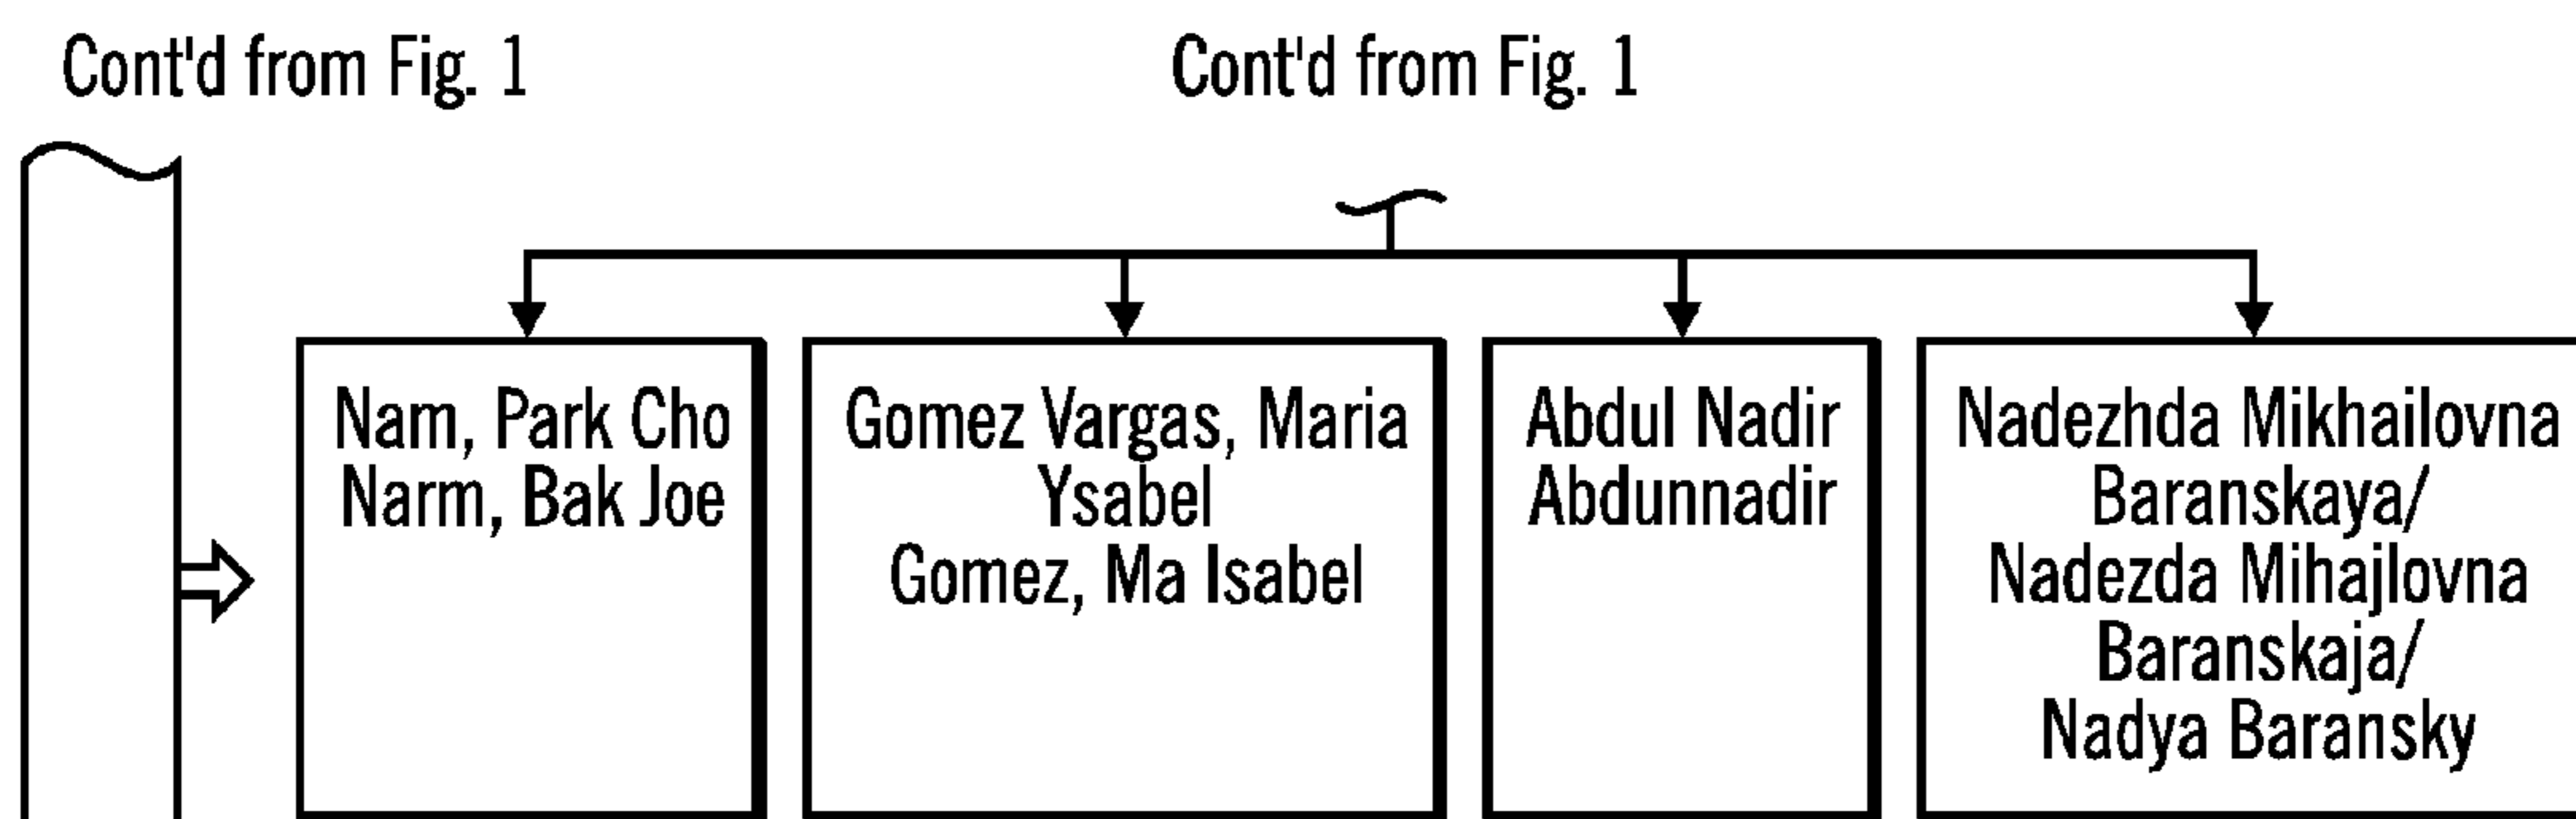 Cont'd from Fig. 1
Cont'd from Fig. 1
Nam, Park Cho
Narm, Bak Joe
Gomez Vargas, Maria
Ysabel
Gomez, Ma Isabel
Abdul Nadir
Abdunnadir
Nadezhda Mikhailovna
Baranskaya/
Nadezda Mihajlovna
Baranskaja/
Nadya Baransky